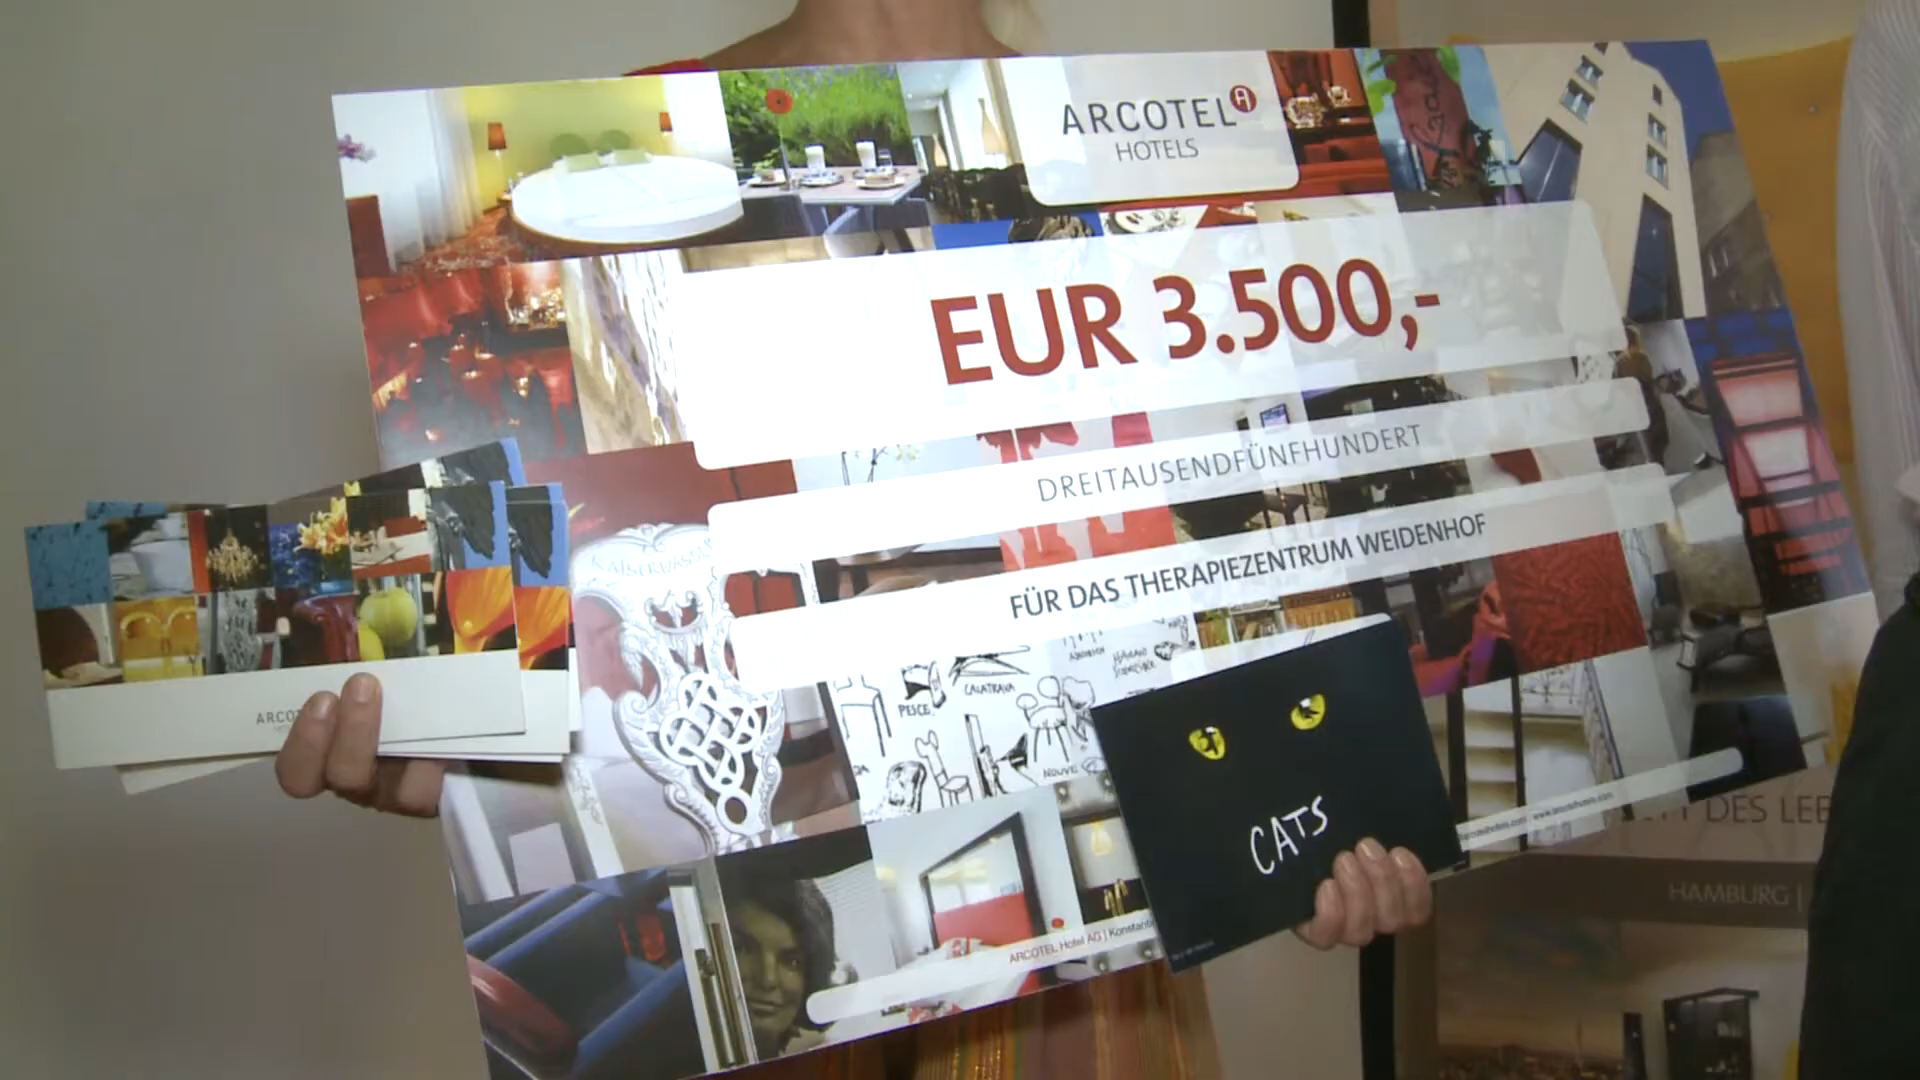 ARCOTEL
HOTELS
EUR 3.500,-
DREITAUSENDFÜNFHUNDERT
FÜR DAS THERAPIEZENTRUM WEIDENHOF
PESCE
CALATRAVA
NOUVEL
CATS
ARCOTEL Hotel AG |
DES
HAMBURG |